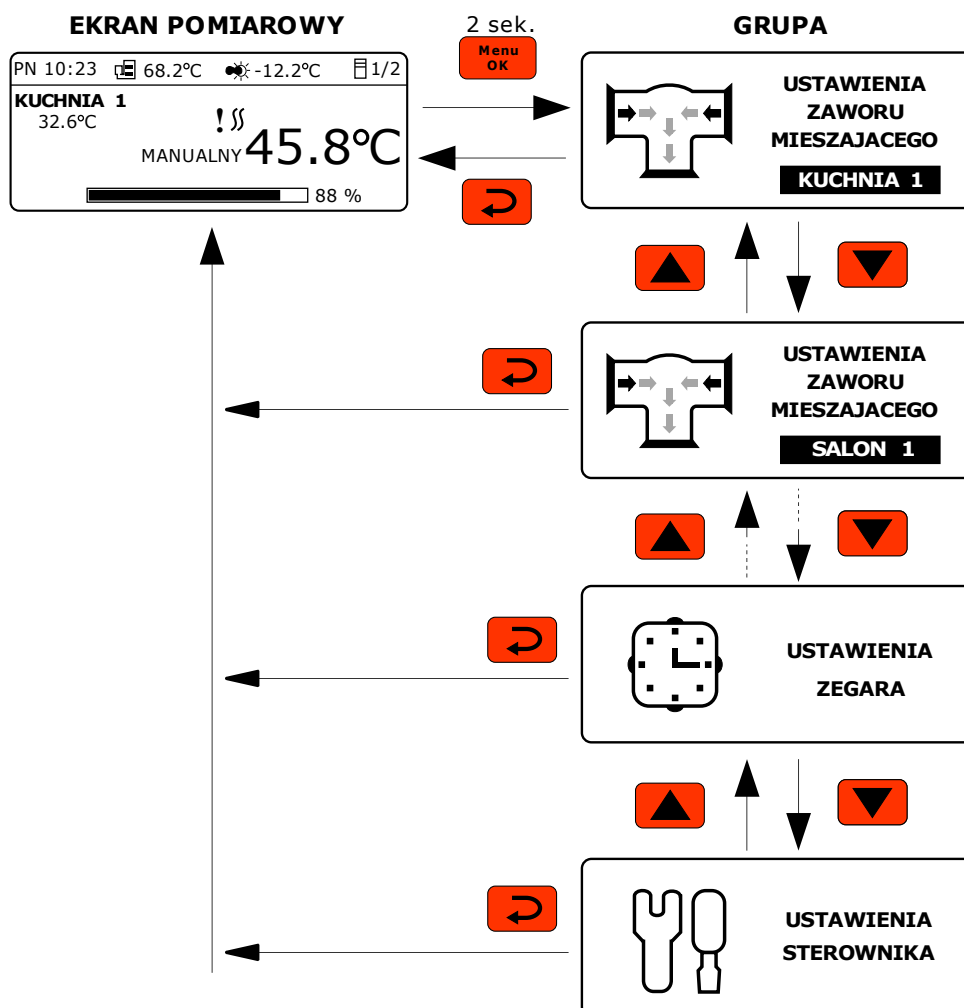 EKRAN POMIAROWY
2 sek.
Menu
OK
GRUPA
PN 10:23 68.2°C -12.2°C 1/2
KUCHNIA 1
32.6°C
!
MANUALNY 45.8°C
88 %
USTAWIENIA
ZAWORU
MIESZAJACEGO
KUCHNIA 1
USTAWIENIA
ZAWORU
MIESZAJACEGO
SALON 1
USTAWIENIA
ZEGARA
USTAWIENIA
STEROWNIKA